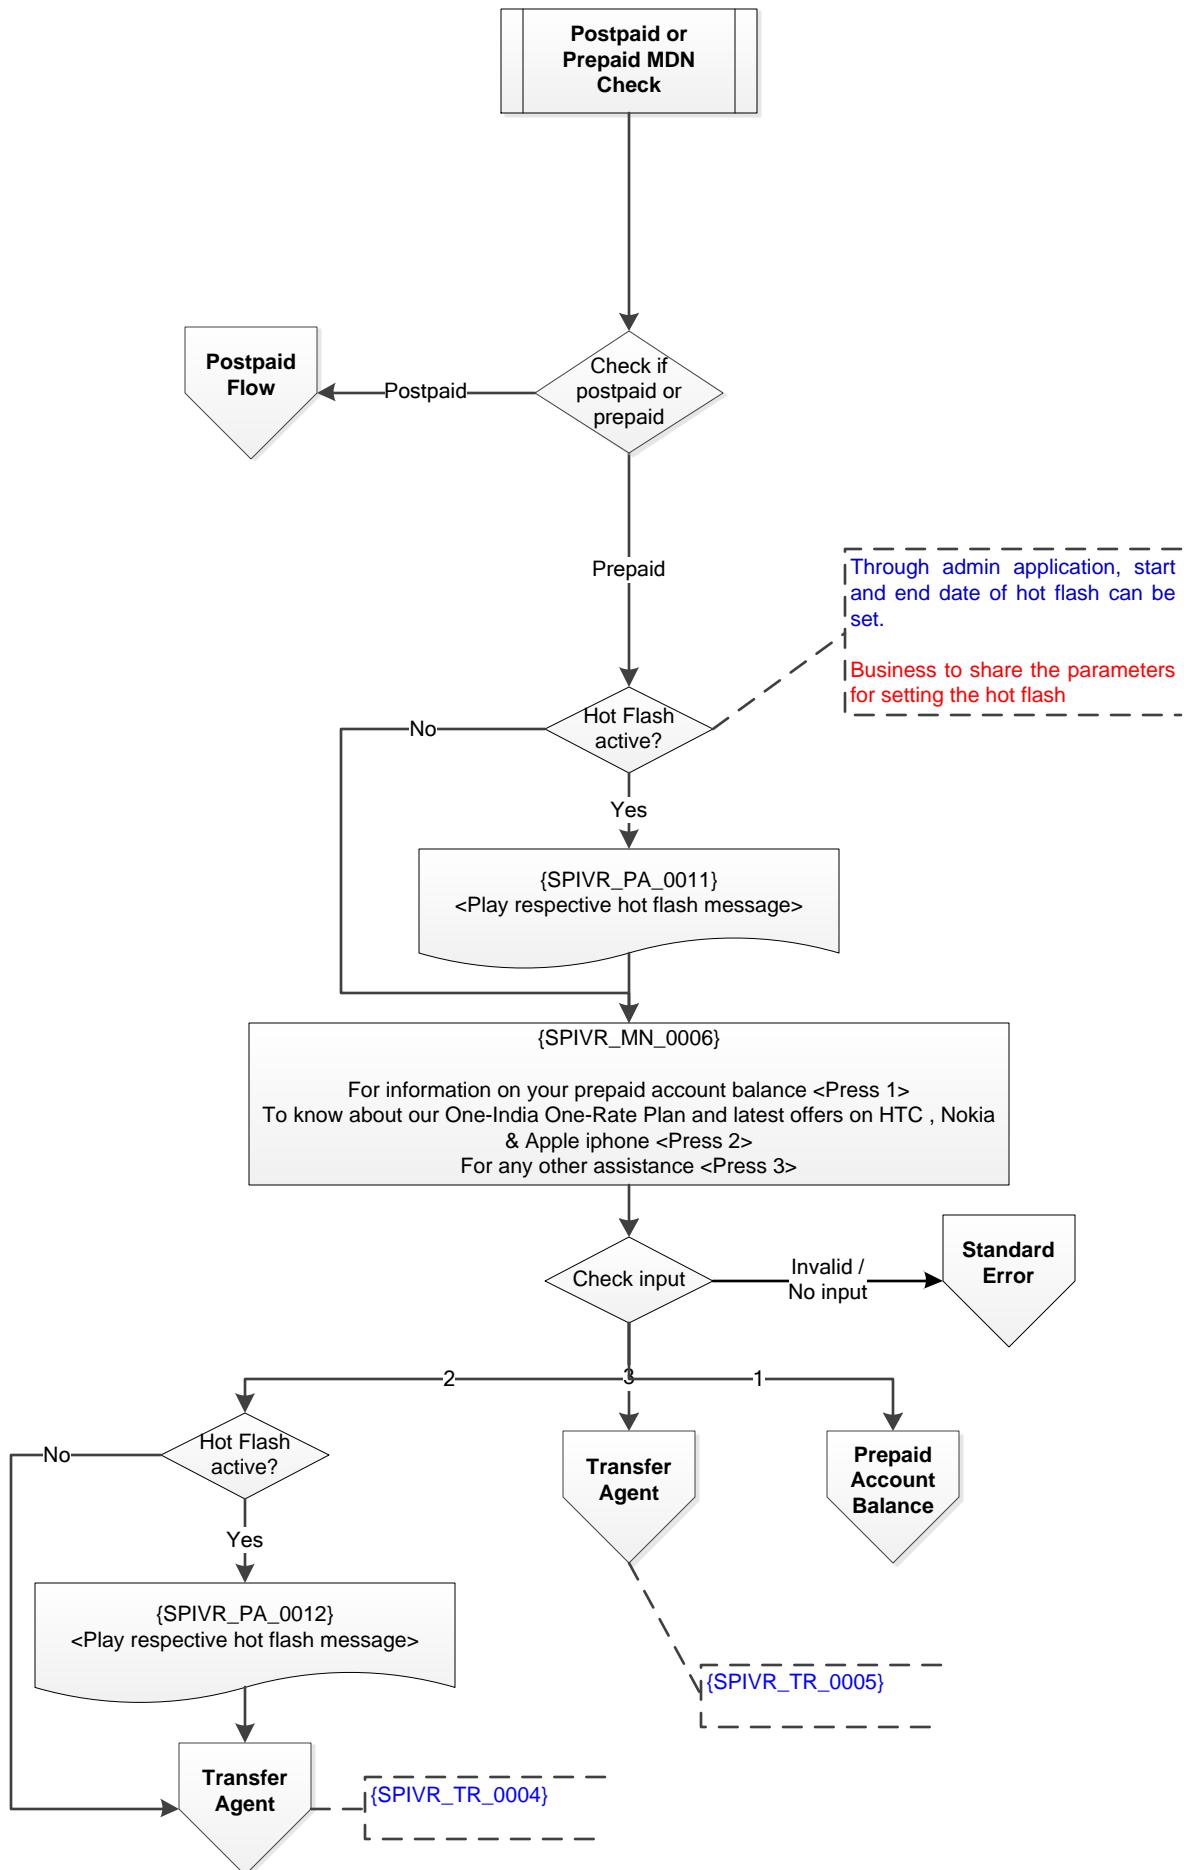 Postpaid or
Prepaid MDN
Check
Check if
postpaid or
prepaid
Postpaid
Postpaid
Flow
Prepaid
Through admin application, start
and end date of hot flash can be
set.
Business to share the parameters
for setting the hot flash
Hot Flash
active?
No
Yes
{SPIVR_PA_0011}
<Play respective hot flash message>
{SPIVR_MN_0006}
For information on your prepaid account balance <Press 1>
To know about our One-India One-Rate Plan and latest offers on HTC , Nokia
& Apple iphone <Press 2>
For any other assistance <Press 3>
Check input
Invalid /
No input
Standard
Error
2
3
1
Hot Flash
active?
No
Yes
Transfer
Agent
Prepaid
Account
Balance
{SPIVR_PA_0012}
<Play respective hot flash message>
{SPIVR_TR_0005}
Transfer
Agent
{SPIVR_TR_0004}